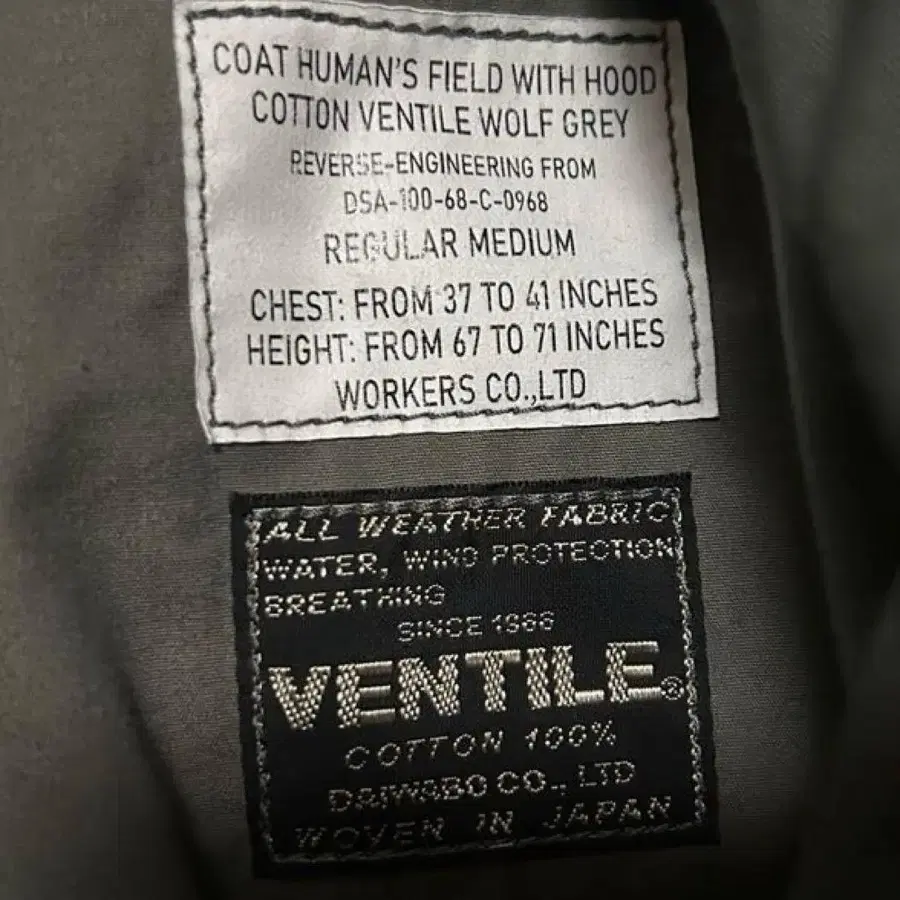 COAT HUMAN'S FIELD WITH HOOD
COTTON VENTILE WOLF GREY
REVERSE-ENGINEERING FROM
DSA-100-68-C-0968
REGULAR MEDIUM
CHEST: FROM 37 TO 41 INCHES
HEIGHT: FROM 67 TO 71 INCHES
WORKERS CO.,LTD
ALL WEATHER FABRIC
WATER, WIND PROTECTION
BREATHING
SINCE 1966
VENTILE®
COTTON 100%
DAIWABO CO., LTD
WOVEN IN JAPAN